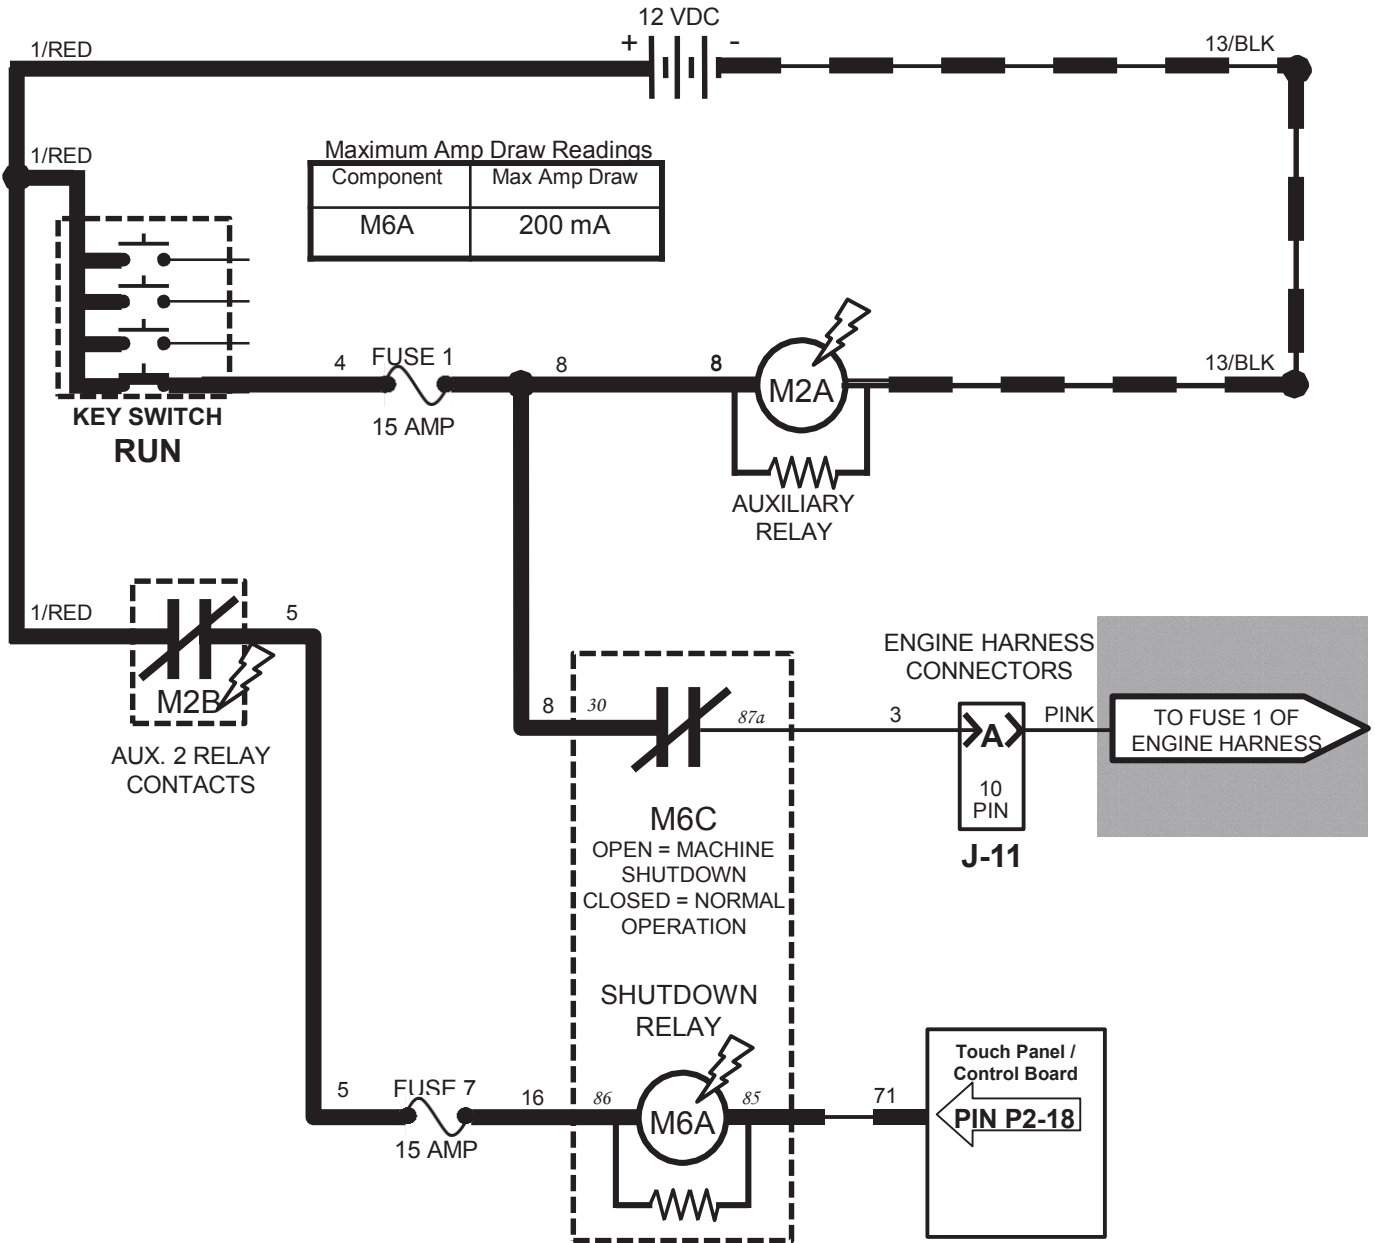 12 VDC
1/RED
+
-
13/BLK
1/RED
Maximum Amp Draw Readings
Component Max Amp Draw
M6A 200 mA
4
FUSE 1
15 AMP
8
8
M2A
13/BLK
KEY SWITCH
RUN
AUXILIARY
RELAY
1/RED
5
M2B
AUX. 2 RELAY
CONTACTS
8
30
87a
3
ENGINE HARNESS
CONNECTORS
A
10
PIN
J-11
PINK
TO FUSE 1 OF
ENGINE HARNESS
M6C
OPEN = MACHINE
SHUTDOWN
CLOSED = NORMAL
OPERATION
SHUTDOWN
RELAY
5
FUSE 7
15 AMP
16
86
M6A
85
71
Touch Panel /
Control Board
PIN P2-18